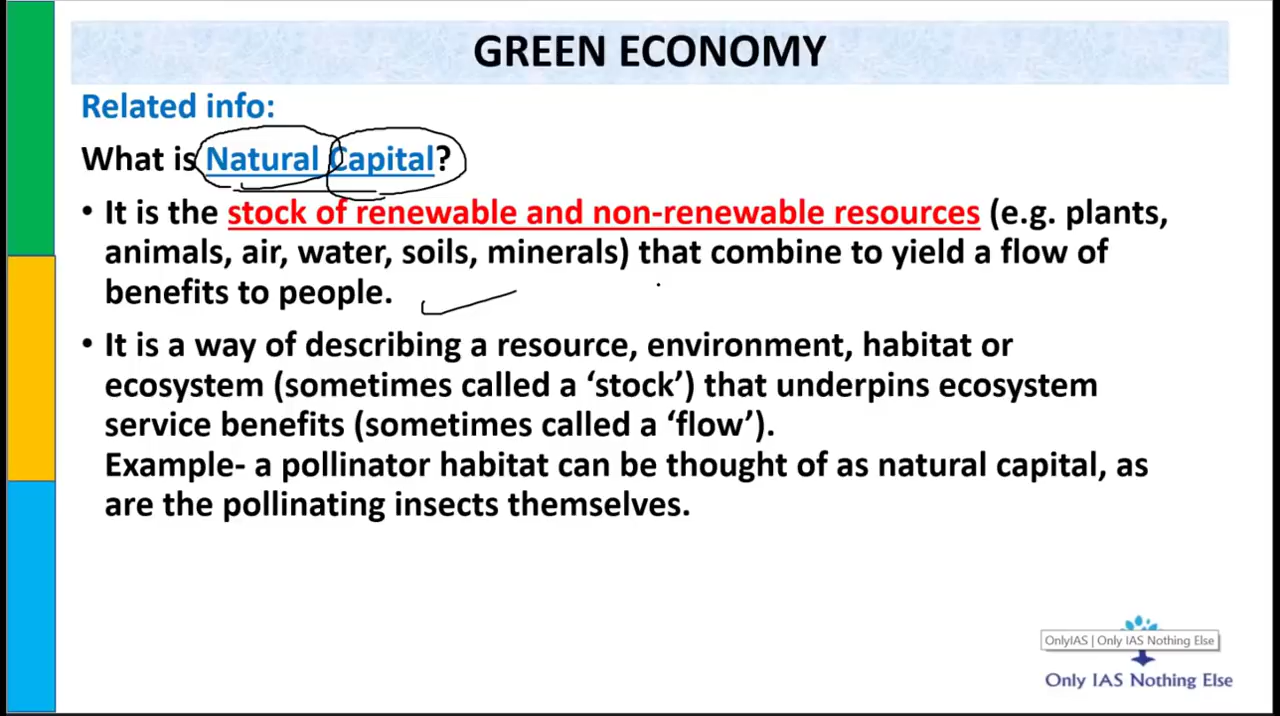 GREEN ECONOMY
Related info:
What is Natural Capital?
• It is the stock of renewable and non-renewable resources (e.g. plants,
animals, air, water, soils, minerals) that combine to yield a flow of
benefits to people.
• It is a way of describing a resource, environment, habitat or
ecosystem (sometimes called a ‘stock’) that underpins ecosystem
service benefits (sometimes called a ‘flow’).
Example- a pollinator habitat can be thought of as natural capital, as
are the pollinating insects themselves.
OnlyIAS | Only IAS Nothing Else
Only IAS Nothing Else